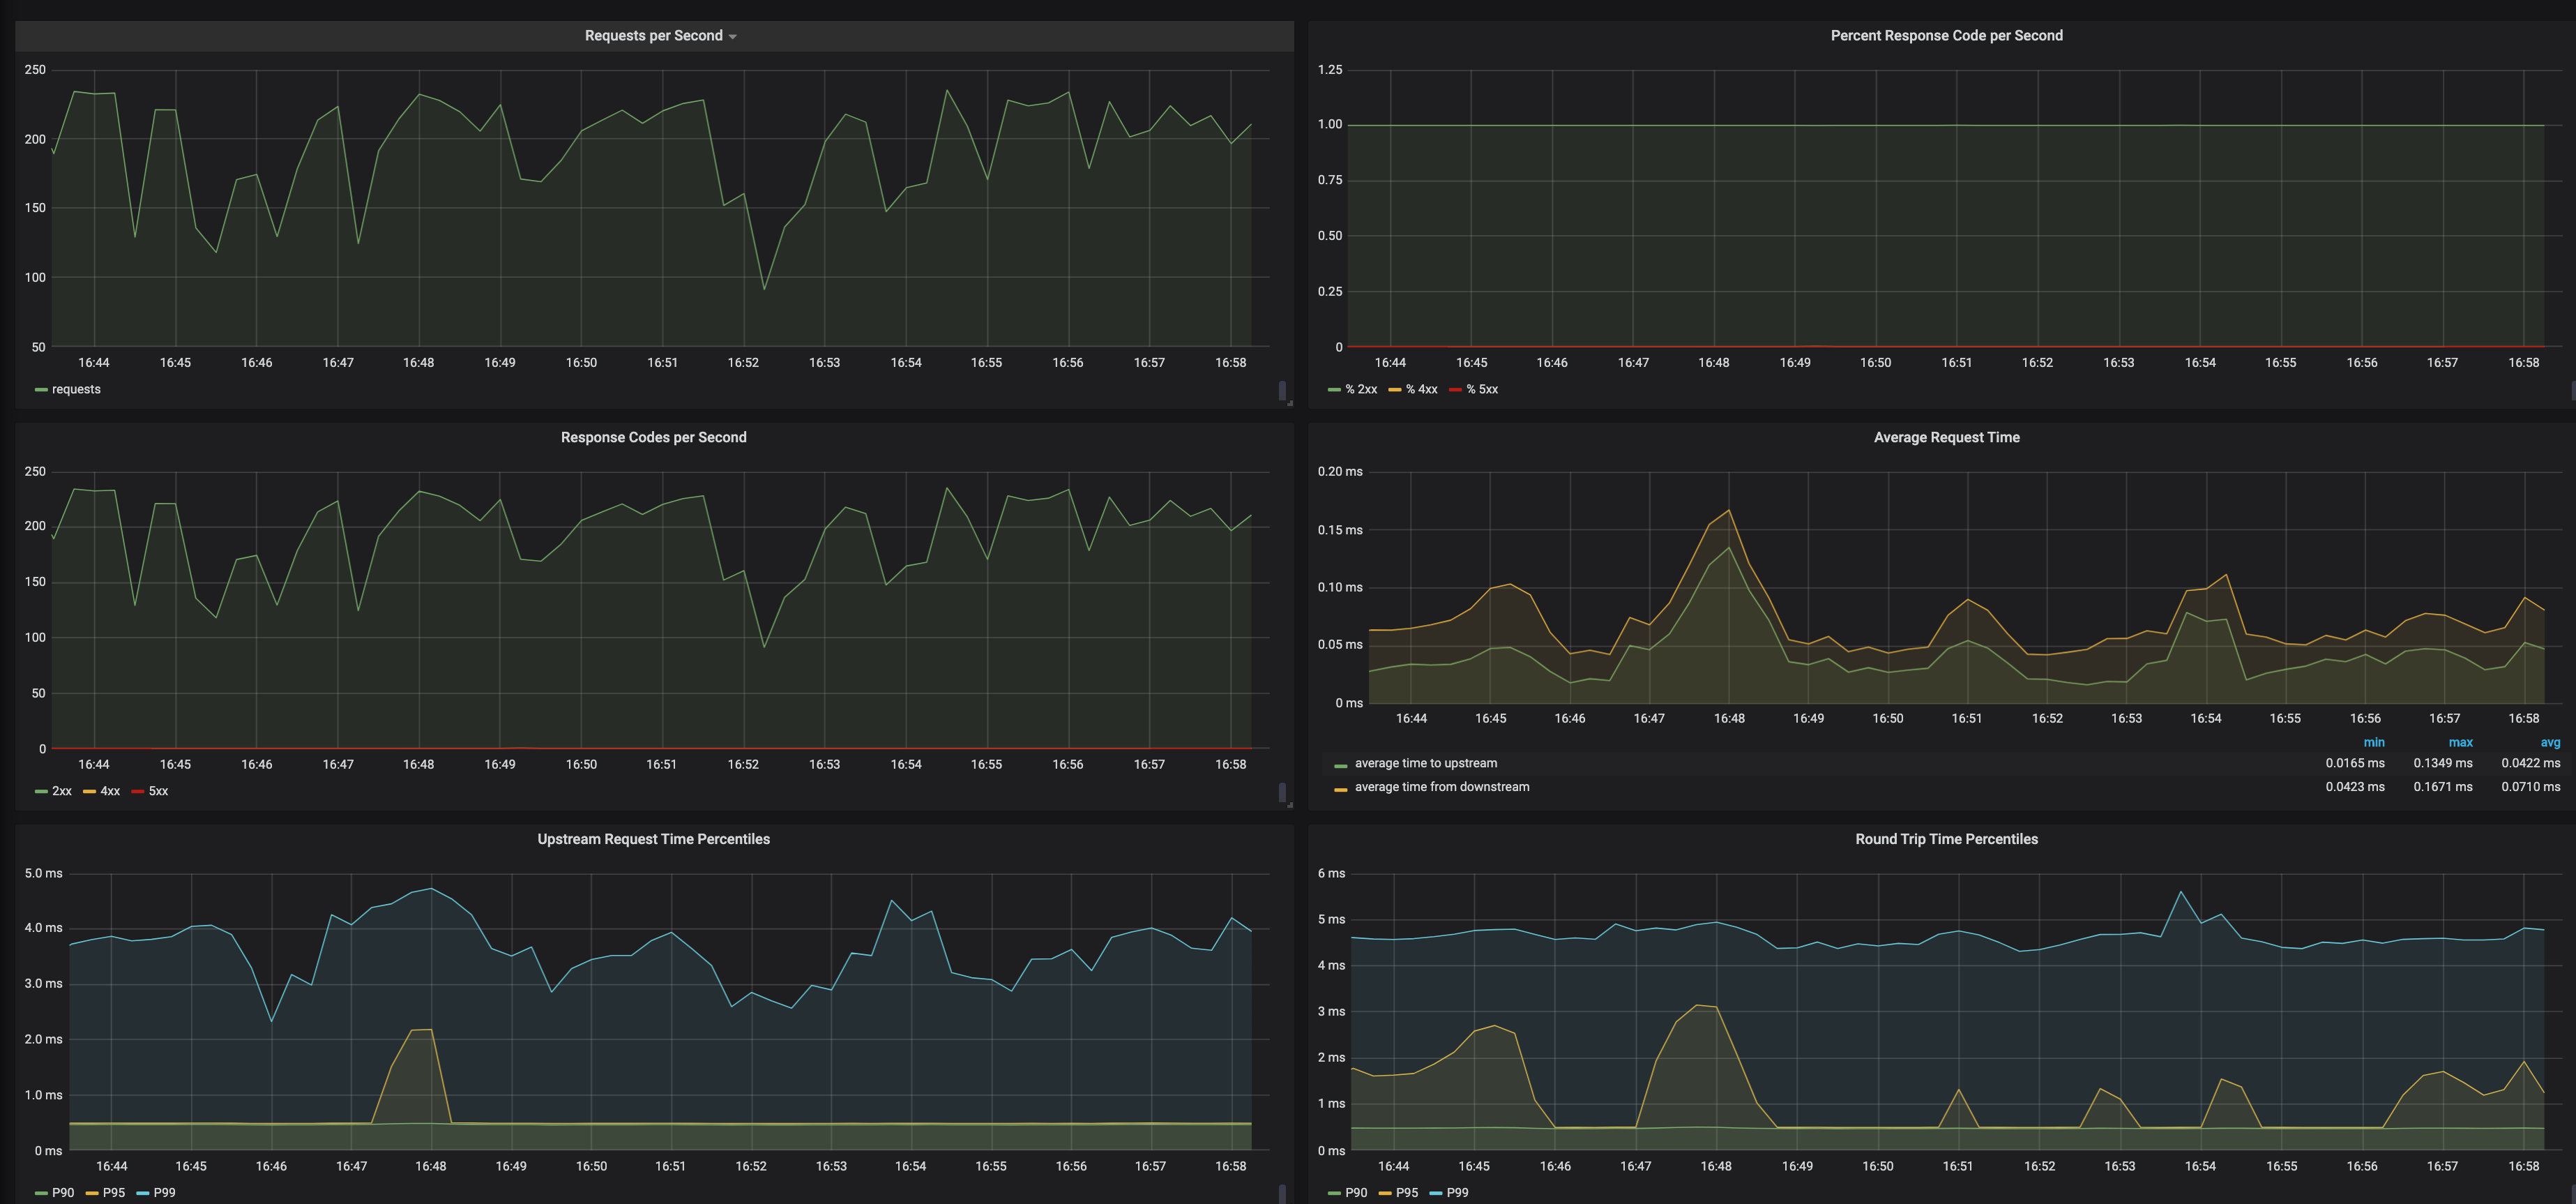 Requests per Second
250
200
150
100
50
16:44 16:45 16:46 16:47 16:48 16:49 16:50 16:51 16:52 16:53 16:54 16:55 16:56 16:57 16:58
requests
Percent Response Code per Second
1.25
1.00
0.75
0.50
0.25
0
16:44 16:45 16:46 16:47 16:48 16:49 16:50 16:51 16:52 16:53 16:54 16:55 16:56 16:57 16:58
% 2xx % 4xx % 5xx
Response Codes per Second
250
200
150
100
50
0
16:44 16:45 16:46 16:47 16:48 16:49 16:50 16:51 16:52 16:53 16:54 16:55 16:56 16:57 16:58
2xx 4xx 5xx
Average Request Time
0.20 ms
0.15 ms
0.10 ms
0.05 ms
0 ms
16:44 16:45 16:46 16:47 16:48 16:49 16:50 16:51 16:52 16:53 16:54 16:55 16:56 16:57 16:58
min max avg
average time to upstream 0.0165 ms 0.1349 ms 0.0422 ms
average time from downstream 0.0423 ms 0.1671 ms 0.0710 ms
Upstream Request Time Percentiles
5.0 ms
4.0 ms
3.0 ms
2.0 ms
1.0 ms
0 ms
16:44 16:45 16:46 16:47 16:48 16:49 16:50 16:51 16:52 16:53 16:54 16:55 16:56 16:57 16:58
P90 P95 P99
Round Trip Time Percentiles
6 ms
5 ms
4 ms
3 ms
2 ms
1 ms
0 ms
16:44 16:45 16:46 16:47 16:48 16:49 16:50 16:51 16:52 16:53 16:54 16:55 16:56 16:57 16:58
P90 P95 P99